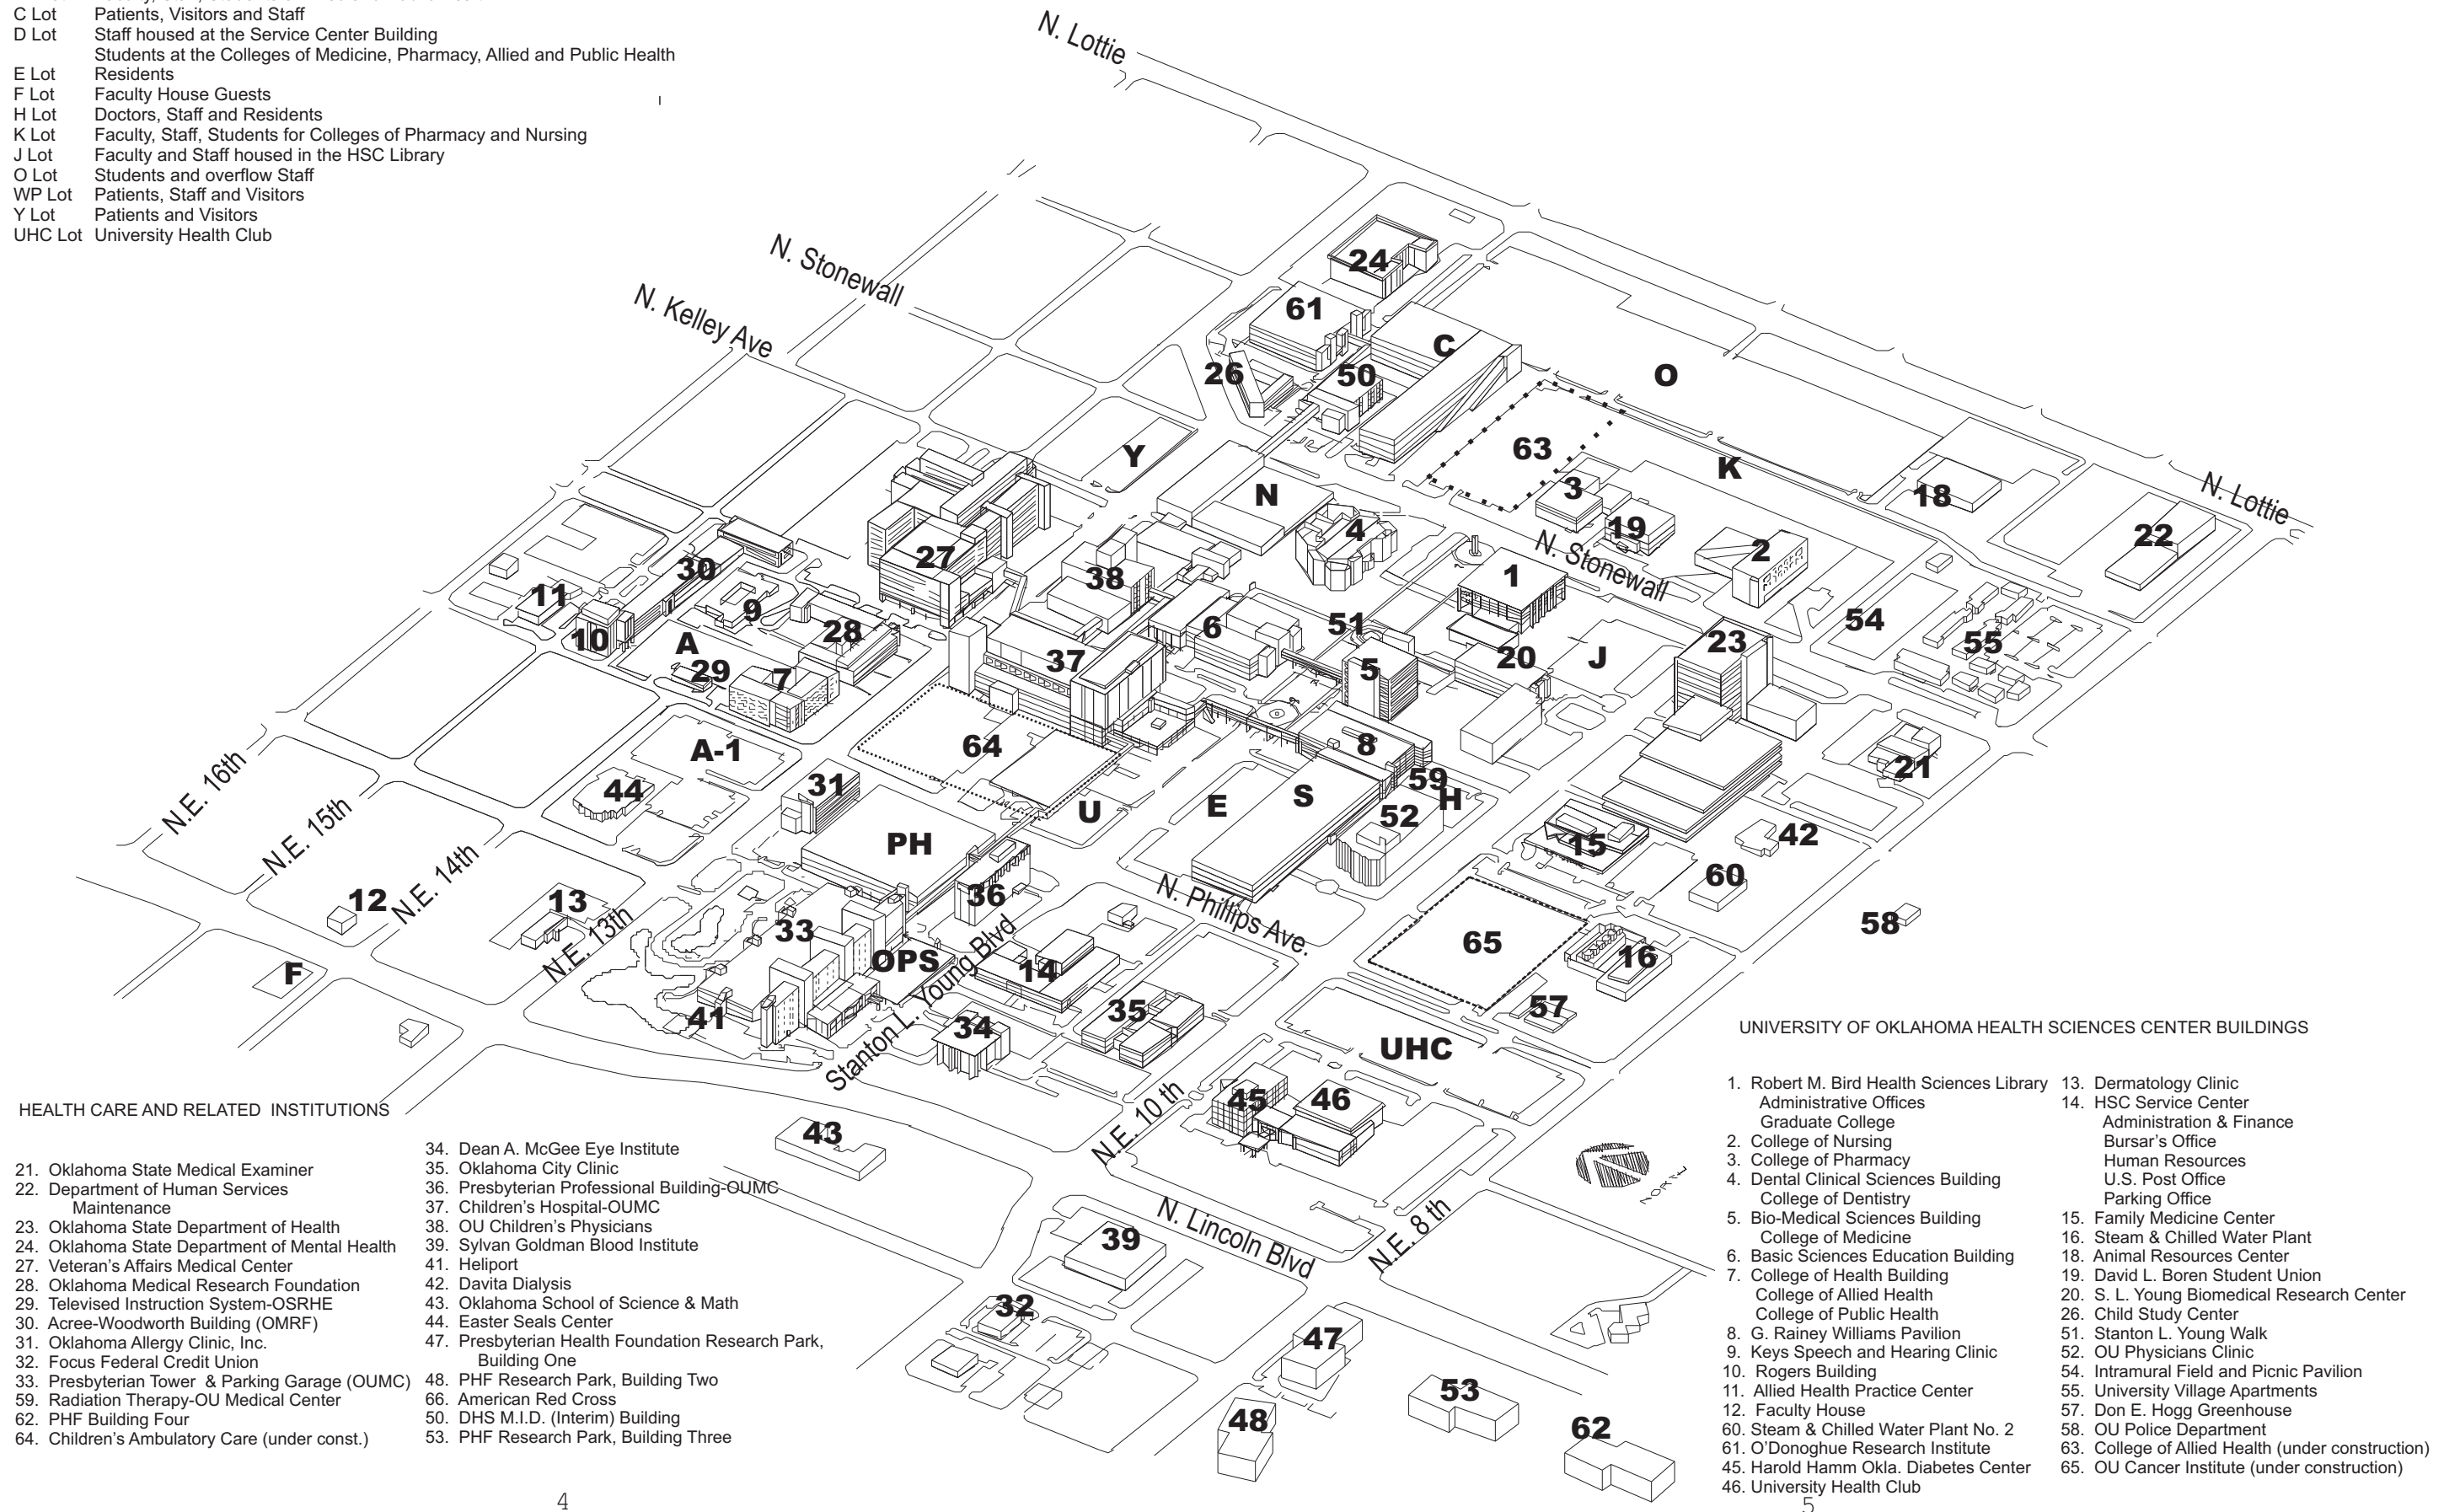 C Lot Patients, Visitors and Staff
D Lot Staff housed at the Service Center Building
Students at the Colleges of Medicine, Pharmacy, Allied and Public Health
E Lot Residents
F Lot Faculty House Guests
H Lot Doctors, Staff and Residents
K Lot Faculty, Staff, Students for Colleges of Pharmacy and Nursing
J Lot Faculty and Staff housed in the HSC Library
O Lot Students and overflow Staff
WP Lot Patients, Staff and Visitors
Y Lot Patients and Visitors
UHC Lot University Health Club
N. Lottie
N. Stonewall
N. Kelley Ave
24
61
C
26
50
O
Y
63
K
N
3
18
N. Lottie
4
19
22
27
N. Stonewall
2
30
38
1
11
9
10
A
28
6
51
54
55
29
7
37
5
20
J
23
64
8
A-1
21
31
44
59
N.E. 16th
N.E. 15th
N.E. 14th
N.E. 13th
U
E
S
H
52
PH
15
42
60
12
13
36
N. Phillips Ave.
58
33
65
16
F
OPS
14
Stanton L. Young Blvd
41
35
34
57
UHC
45
46
N.E. 10 th
43
NORTH
N. Lincoln Blvd
N.E. 8 th
39
32
47
53
48
62
HEALTH CARE AND RELATED INSTITUTIONS
21. Oklahoma State Medical Examiner
22. Department of Human Services
Maintenance
23. Oklahoma State Department of Health
24. Oklahoma State Department of Mental Health
27. Veteran's Affairs Medical Center
28. Oklahoma Medical Research Foundation
29. Televised Instruction System-OSRHE
30. Acree-Woodworth Building (OMRF)
31. Oklahoma Allergy Clinic, Inc.
32. Focus Federal Credit Union
33. Presbyterian Tower & Parking Garage (OUMC)
59. Radiation Therapy-OU Medical Center
62. PHF Building Four
64. Children's Ambulatory Care (under const.)
34. Dean A. McGee Eye Institute
35. Oklahoma City Clinic
36. Presbyterian Professional Building-OUMC
37. Children's Hospital-OUMC
38. OU Children's Physicians
39. Sylvan Goldman Blood Institute
41. Heliport
42. Davita Dialysis
43. Oklahoma School of Science & Math
44. Easter Seals Center
47. Presbyterian Health Foundation Research Park,
Building One
48. PHF Research Park, Building Two
66. American Red Cross
50. DHS M.I.D. (Interim) Building
53. PHF Research Park, Building Three
UNIVERSITY OF OKLAHOMA HEALTH SCIENCES CENTER BUILDINGS
1. Robert M. Bird Health Sciences Library
Administrative Offices
Graduate College
2. College of Nursing
3. College of Pharmacy
4. Dental Clinical Sciences Building
College of Dentistry
5. Bio-Medical Sciences Building
College of Medicine
6. Basic Sciences Education Building
7. College of Health Building
College of Allied Health
College of Public Health
8. G. Rainey Williams Pavilion
9. Keys Speech and Hearing Clinic
10. Rogers Building
11. Allied Health Practice Center
12. Faculty House
60. Steam & Chilled Water Plant No. 2
61. O'Donoghue Research Institute
45. Harold Hamm Okla. Diabetes Center
46. University Health Club
13. Dermatology Clinic
14. HSC Service Center
Administration & Finance
Bursar's Office
Human Resources
U.S. Post Office
Parking Office
15. Family Medicine Center
16. Steam & Chilled Water Plant
18. Animal Resources Center
19. David L. Boren Student Union
20. S. L. Young Biomedical Research Center
26. Child Study Center
51. Stanton L. Young Walk
52. OU Physicians Clinic
54. Intramural Field and Picnic Pavilion
55. University Village Apartments
57. Don E. Hogg Greenhouse
58. OU Police Department
63. College of Allied Health (under construction)
65. OU Cancer Institute (under construction)
4
5